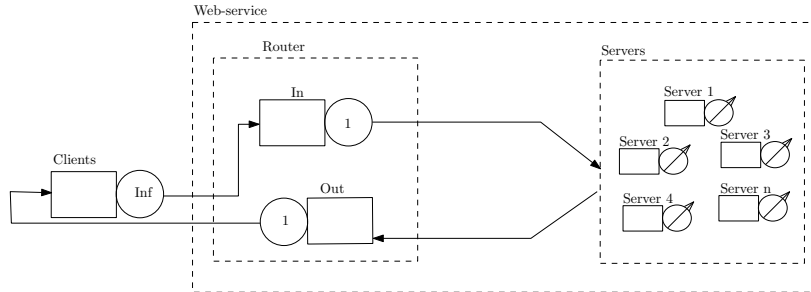 Web-service
Router
Servers
In
1
Server 1
Server 2
Server 3
Clients
Inf
Out
1
Server 4
Server n